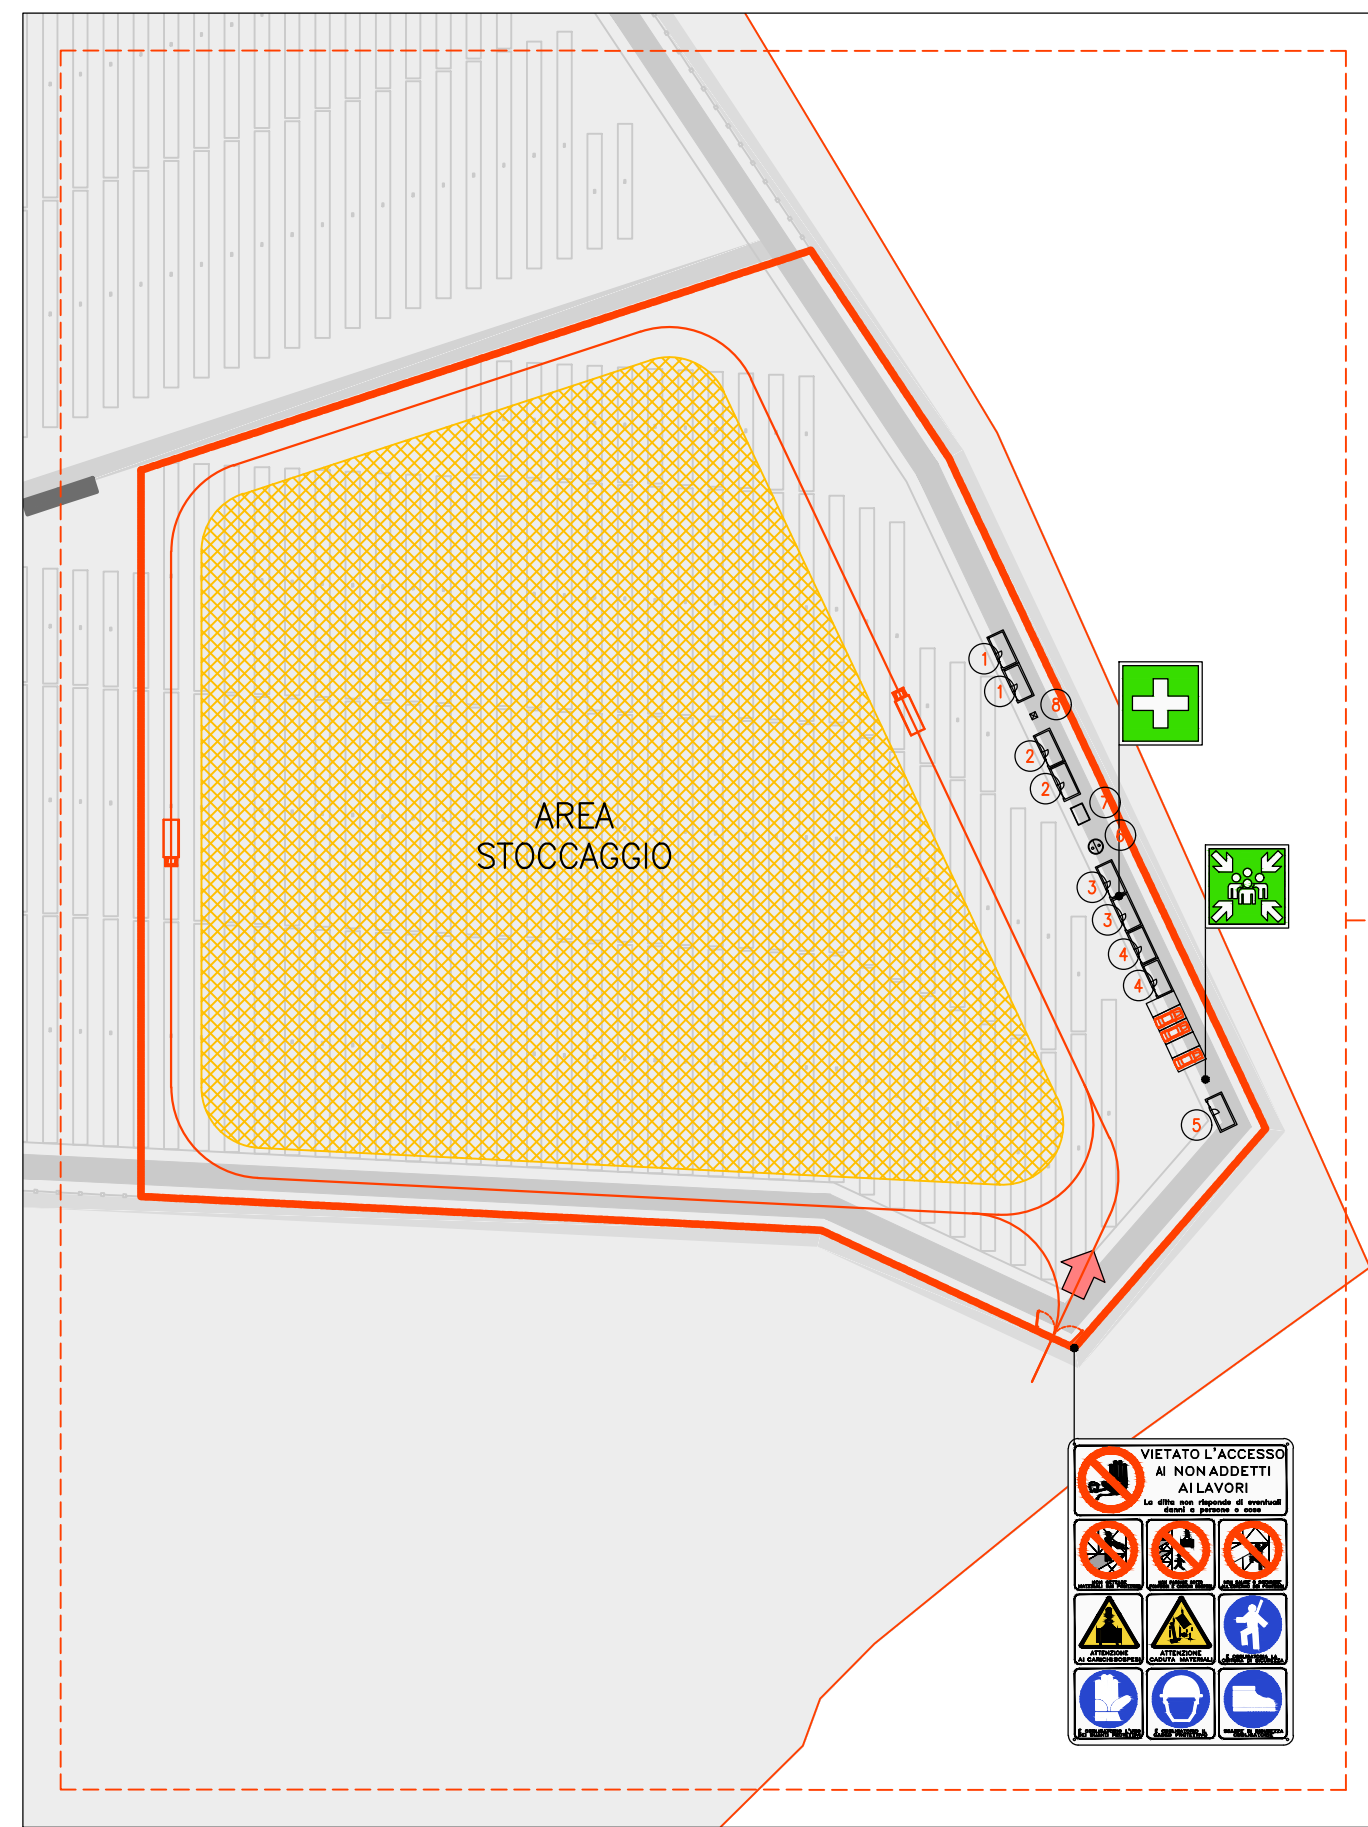 1
1
8
2
2
7
6
AREA
STOCCAGGIO
3
3
4
4
5
VIETATO L'ACCESSO
AI NON ADDETTI
AI LAVORI
La ditta non risponde di eventuali
danni a persone o cose
ATTENZIONE
AI CARICHI SOSPESI
ATTENZIONE
CADUTA MATERIALI